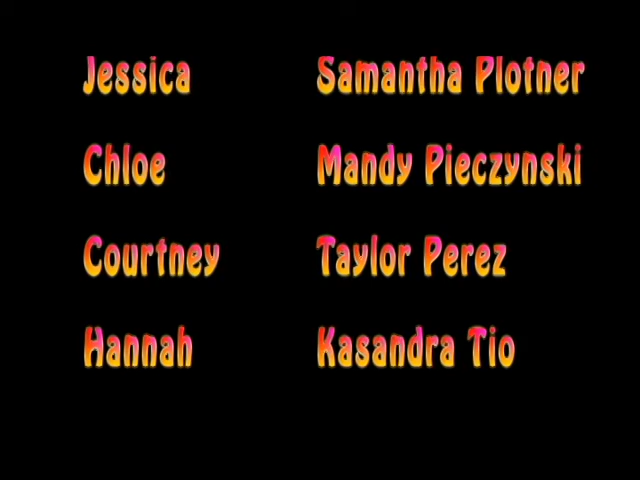 Jessica Samantha Plotner
Chloe Mandy Pieczynski
Courtney Taylor Perez
Hannah Kasandra Tio